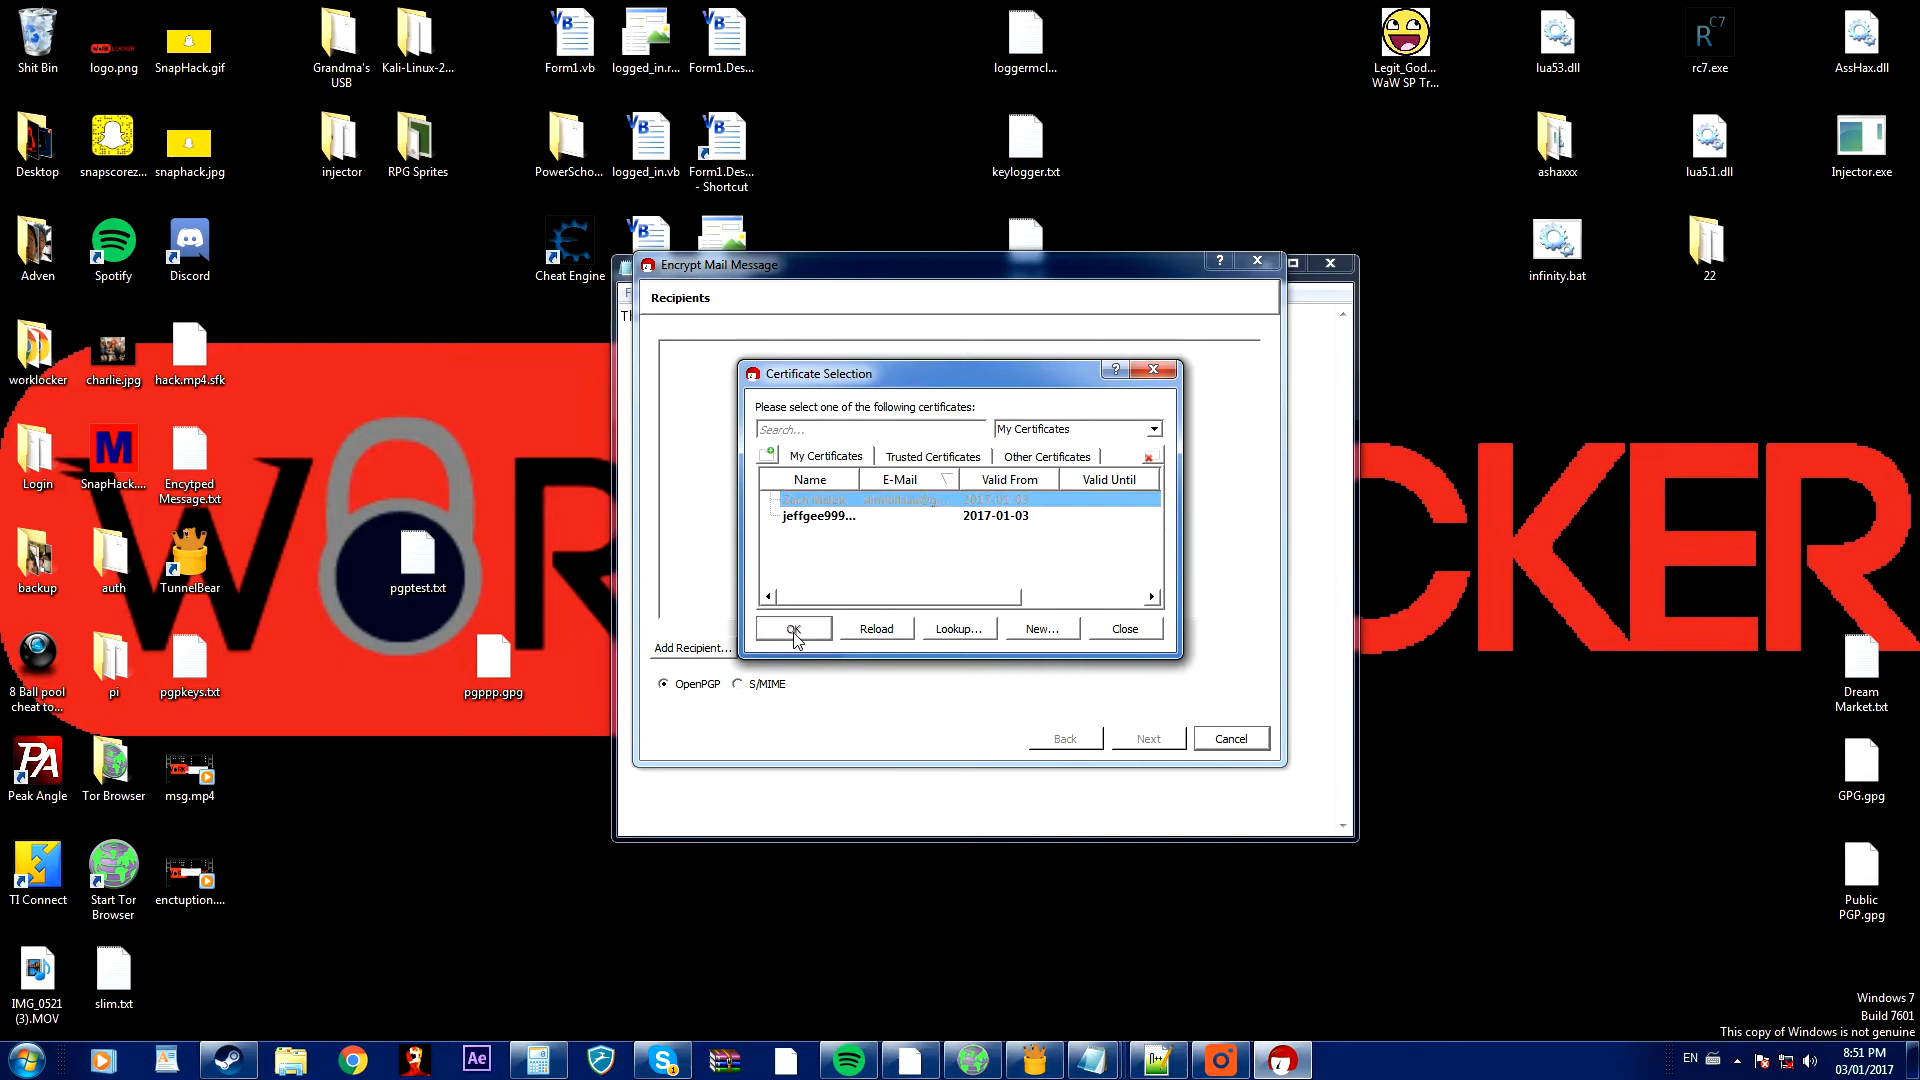 Shit Bin
logo.png
SnapHack.gif
Grandma's
USB
Kali-Linux-2...
Form1.vb
logged_in.r...
Form1.Des...
loggermcl...
Legit_God...
WaW SP Tr...
lua53.dll
C7
R
rc7.exe
AssHax.dll
Desktop
snapscorez...
snaphack.jpg
injector
RPG Sprites
PowerScho...
logged_in.vb
Form1.Des...
- Shortcut
keylogger.txt
ashaxxx
lua5.1.dll
Injector.exe
Adven
Spotify
Discord
Cheat Engine
infinity.bat
22
Encrypt Mail Message
Recipients
worklocker
charlie.jpg
hack.mp4.sfk
Certificate Selection
Please select one of the following certificates:
Search...
My Certificates
My Certificates
Trusted Certificates
Other Certificates
Name
E-Mail
Valid From
Valid Until
2017-01-03
jeffgee999...
2017-01-03
OK
Reload
Lookup...
New...
Close
Add Recipient...
OpenPGP
S/MIME
Back
Next
Cancel
WORK
CKER
Login
SnapHack....
Encytped
Message.txt
backup
auth
TunnelBear
pgptest.txt
8 Ball pool
cheat to...
pi
pgpkeys.txt
pgppp.gpg
Dream
Market.txt
Peak Angle
Tor Browser
msg.mp4
GPG.gpg
TI Connect
Start Tor
Browser
enctuption....
Public
PGP.gpg
IMG_0521
(3).MOV
slim.txt
Windows 7
Build 7601
This copy of Windows is not genuine
Ae
EN
8:51 PM
03/01/2017